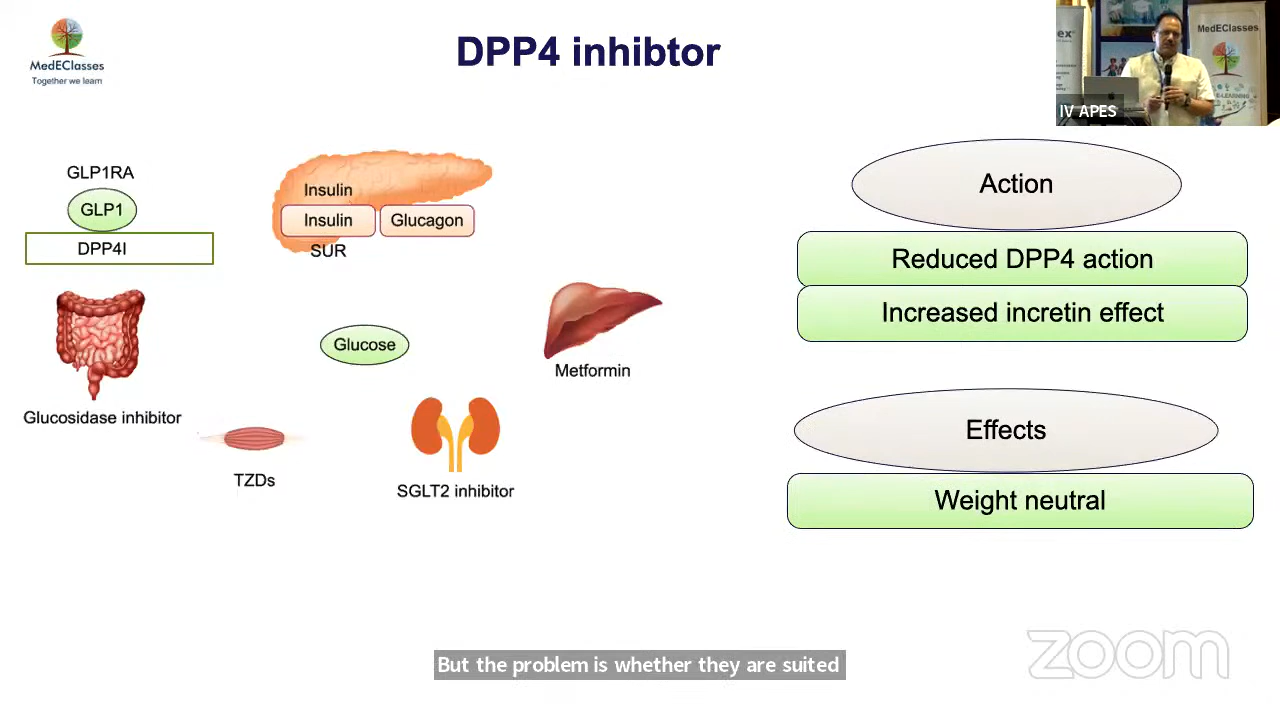 MedEClasses
Together we learn
DPP4 inhibtor
IV APES
MedEClasses
GLP1RA
GLP1
DPP4I
Insulin
Insulin
Glucagon
SUR
Glucose
Metformin
Glucosidase inhibitor
TZDs
SGLT2 inhibitor
Action
Reduced DPP4 action
Increased incretin effect
Effects
Weight neutral
But the problem is whether they are suited
zoom